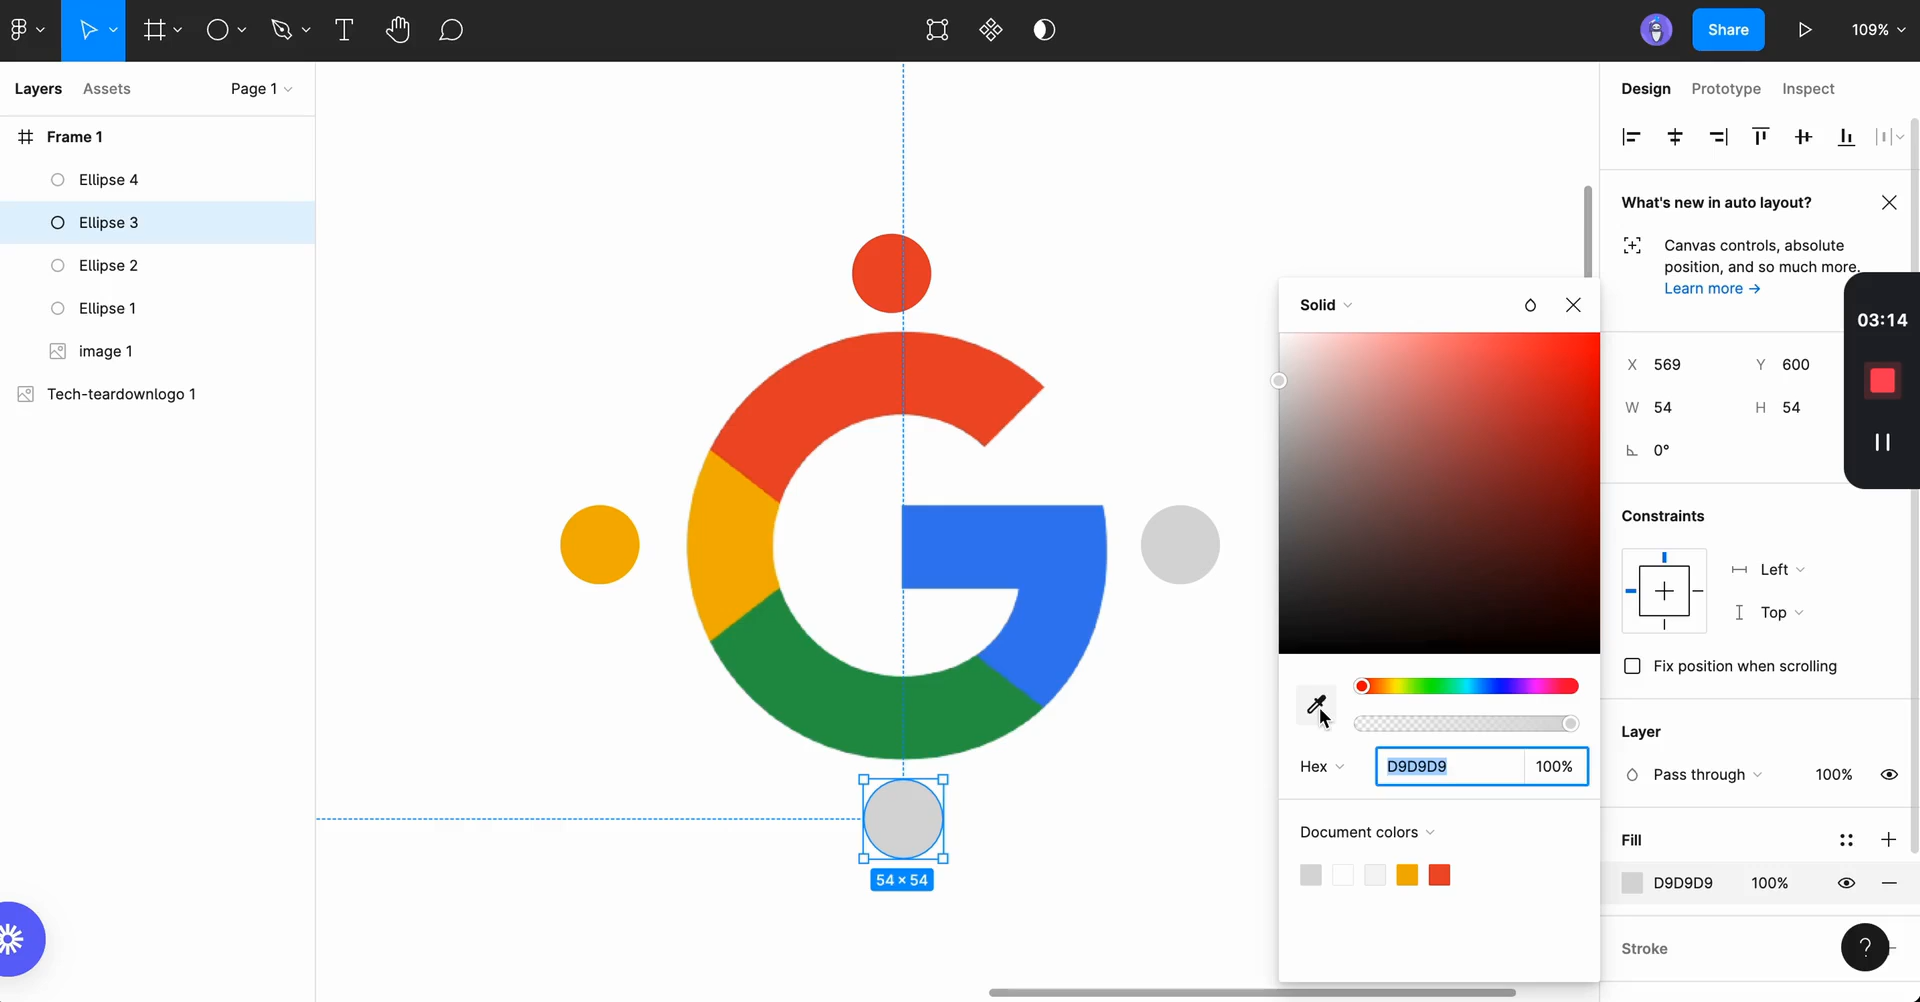 Share
109%
Layers
Assets
Page 1
Frame 1
Ellipse 4
Ellipse 3
Ellipse 2
Ellipse 1
image 1
Tech-teardownlogo 1
54 × 54
Solid
Hex
D9D9D9
100%
Document colors
Design
Prototype
Inspect
What's new in auto layout?
Canvas controls, absolute
position, and so much more.
Learn more →
03:14
X 569
Y 600
W 54
H 54
0°
Constraints
Left
Top
Fix position when scrolling
Layer
Pass through
100%
Fill
D9D9D9
100%
Stroke
?